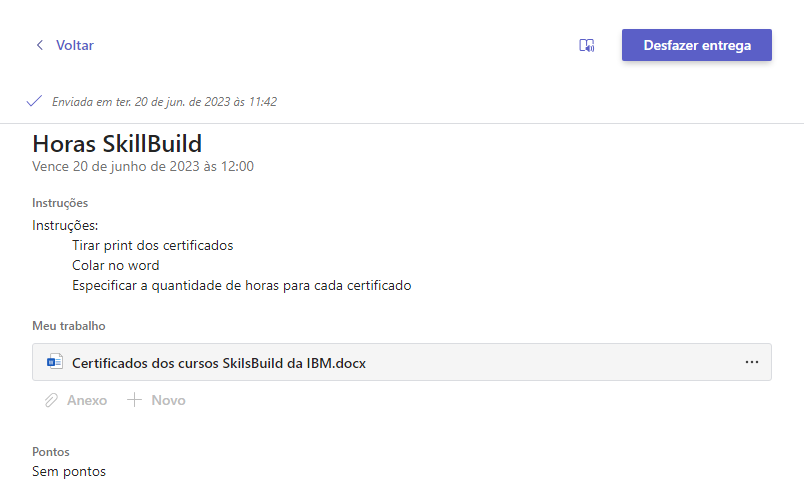 Voltar
Desfazer entrega
Enviada em ter. 20 de jun. de 2023 às 11:42
Horas SkillBuild
Vence 20 de junho de 2023 às 12:00
Instruções
Instruções:
Tirar print dos certificados
Colar no word
Especificar a quantidade de horas para cada certificado
Meu trabalho
Certificados dos cursos SkilsBuild da IBM.docx
Anexo
Novo
Pontos
Sem pontos